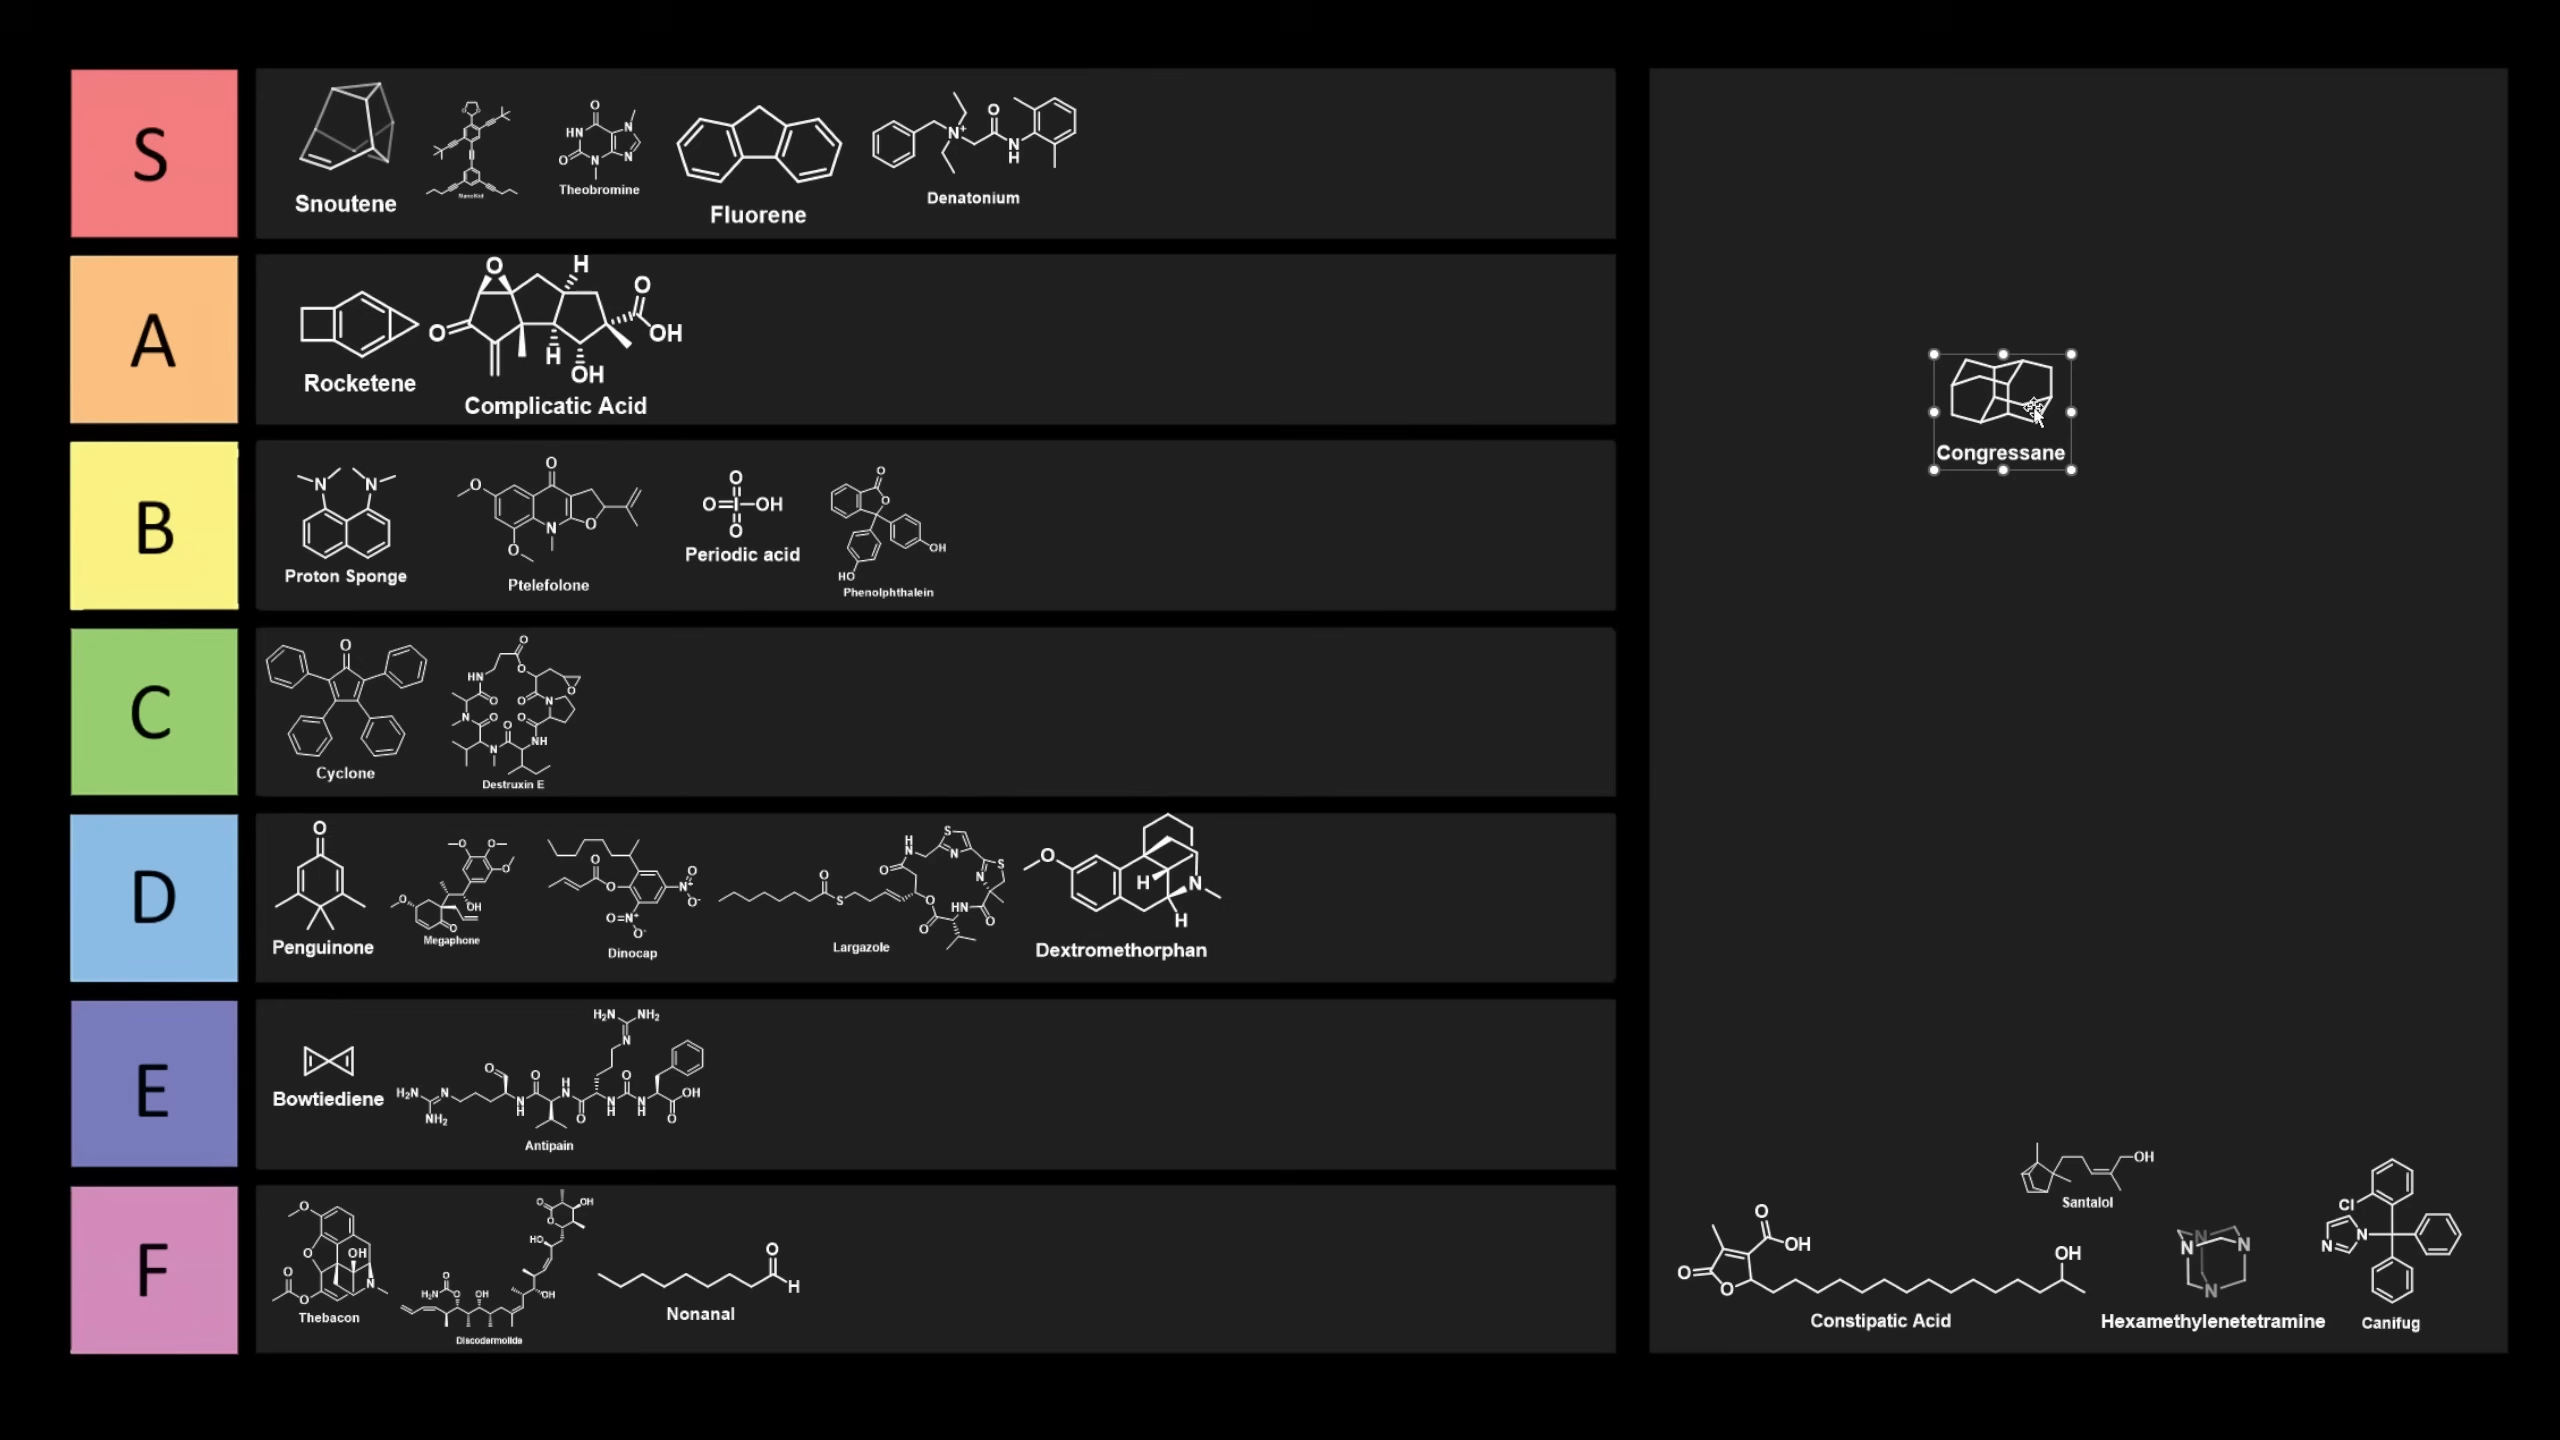 S
Snoutene
NanoKid
Theobromine
Fluorene
Denatonium
A
Rocketene
Complicatic Acid
B
Proton Sponge
Ptelefolone
Periodic acid
Phenolphthalein
C
Cyclone
Destruxin E
D
Penguinone
Megaphone
Dinocap
Largazole
Dextromethorphan
E
Bowtiediene
Antipain
F
Thebacon
Discodermolide
Nonanal
Congressane
Santalol
Constipatic Acid
Hexamethylenetetramine
Canifug